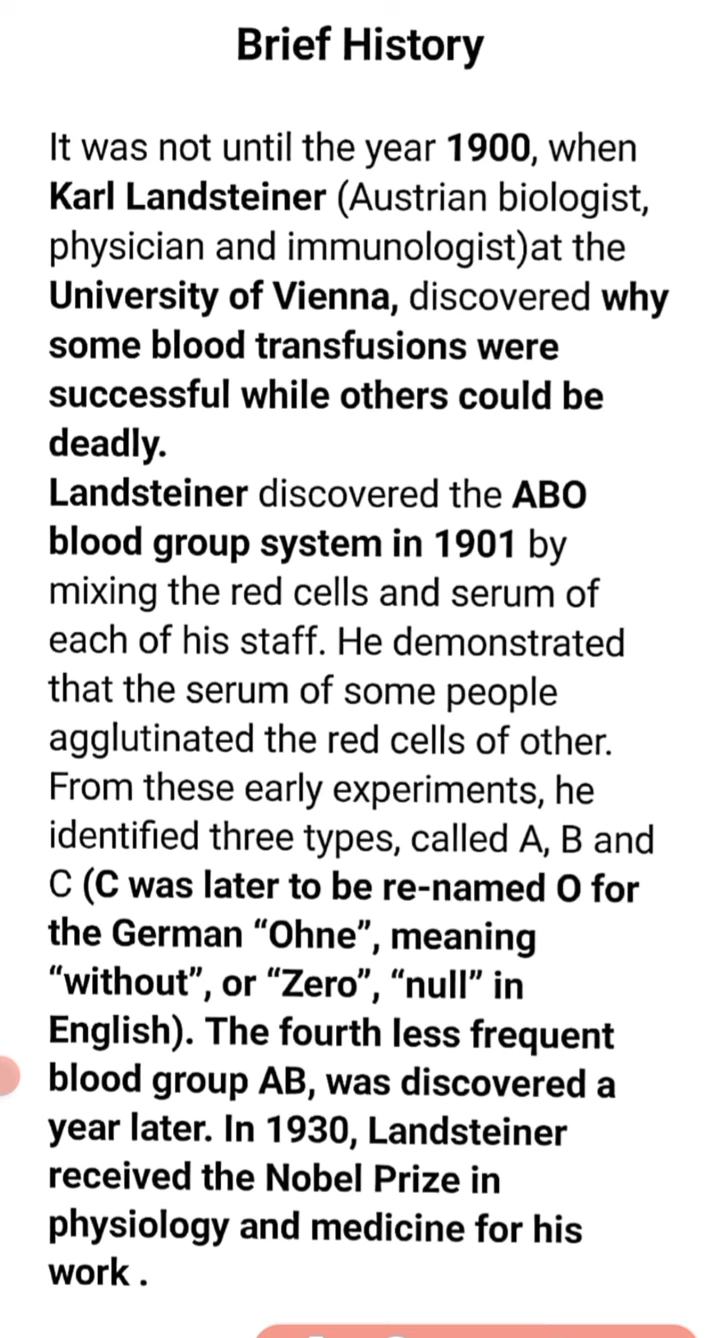 Brief History
It was not until the year 1900, when
Karl Landsteiner (Austrian biologist,
physician and immunologist)at the
University of Vienna, discovered why
some blood transfusions were
successful while others could be
deadly.
Landsteiner discovered the ABO
blood group system in 1901 by
mixing the red cells and serum of
each of his staff. He demonstrated
that the serum of some people
agglutinated the red cells of other.
From these early experiments, he
identified three types, called A, B and
C (C was later to be re-named O for
the German “Ohne”, meaning
“without”, or “Zero”, “null” in
English). The fourth less frequent
blood group AB, was discovered a
year later. In 1930, Landsteiner
received the Nobel Prize in
physiology and medicine for his
work .